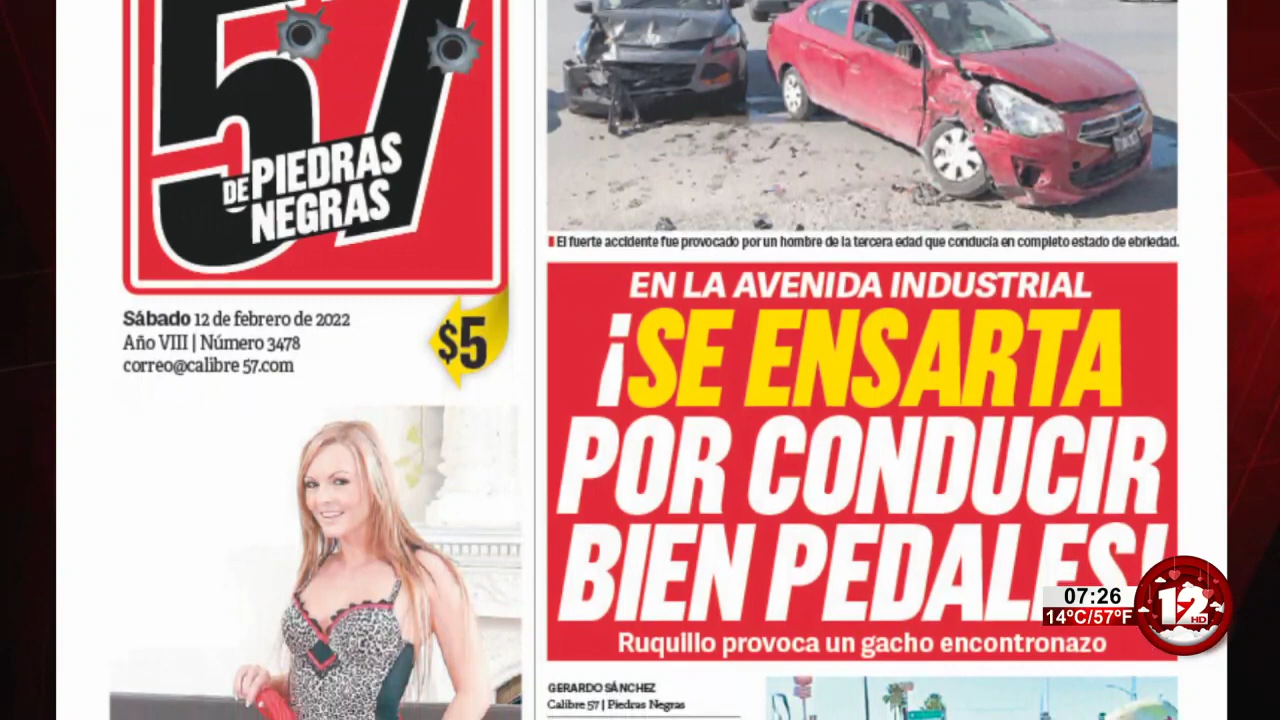 57
DE PIEDRAS
NEGRAS
Sábado 12 de febrero de 2022
Año VIII | Número 3478
correo@calibre 57.com
$5
El fuerte accidente fue provocado por un hombre de la tercera edad que conducía en completo estado de ebriedad.
EN LA AVENIDA INDUSTRIAL
¡SE ENSARTA
POR CONDUCIR
BIEN PEDALES!
Ruquillo provoca un gacho encontronazo
GERARDO SÁNCHEZ
Calibre 57 | Piedras Negras
07:26
14°C/57°F
12
HD